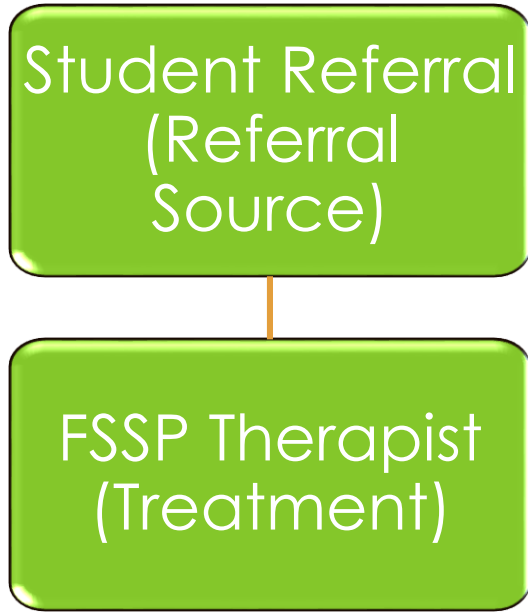 Student Referral
(Referral
Source)
FSSP Therapist
(Treatment)